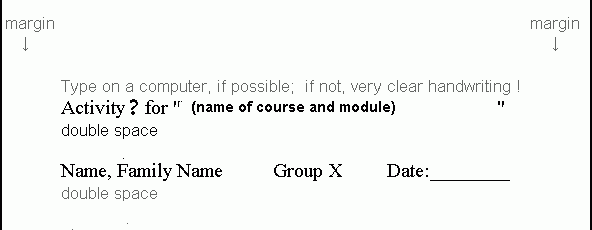 margin margin
↓ ↓
Type on a computer, if possible; if not, very clear handwriting !
Activity ? for " (name of course and module) "
double space
Name, Family Name Group X Date:________
double space